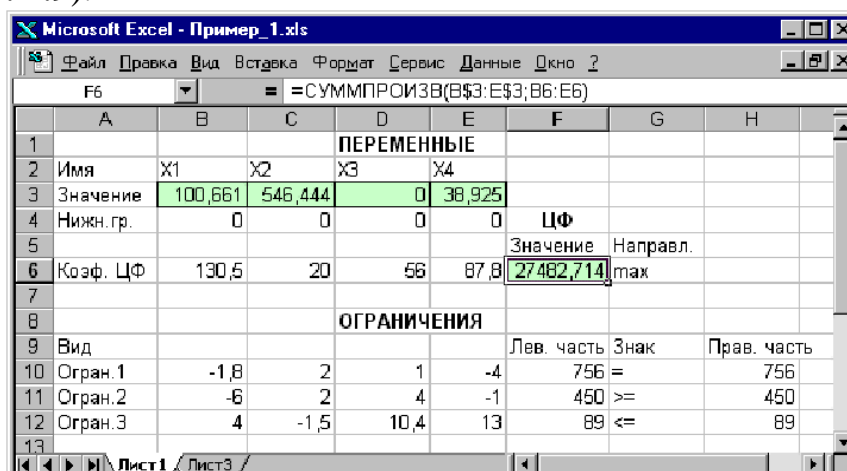 Microsoft Excel - Пример_1.xls
Файл Правка Вид Вставка Формат Сервис Данные Окно ?
F6 = =СУММПРОИЗВ(B$3:E$3;B6:E6)
A B C D E F G H
1 ПЕРЕМЕННЫЕ
2 Имя X1 X2 X3 X4
3 Значение 100,661 546,444 0 38,925
4 Нижн.гр. 0 0 0 0 ЦФ
5 Значение Направл.
6 Коэф. ЦФ 130,5 20 56 87,8 27482,714 max
7
8 ОГРАНИЧЕНИЯ
9 Вид Лев. часть Знак Прав. часть
10 Огран.1 -1,8 2 1 -4 756 = 756
11 Огран.2 -6 2 4 -1 450 >= 450
12 Огран.3 4 -1,5 10,4 13 89 <= 89
13
Лист1 Лист3